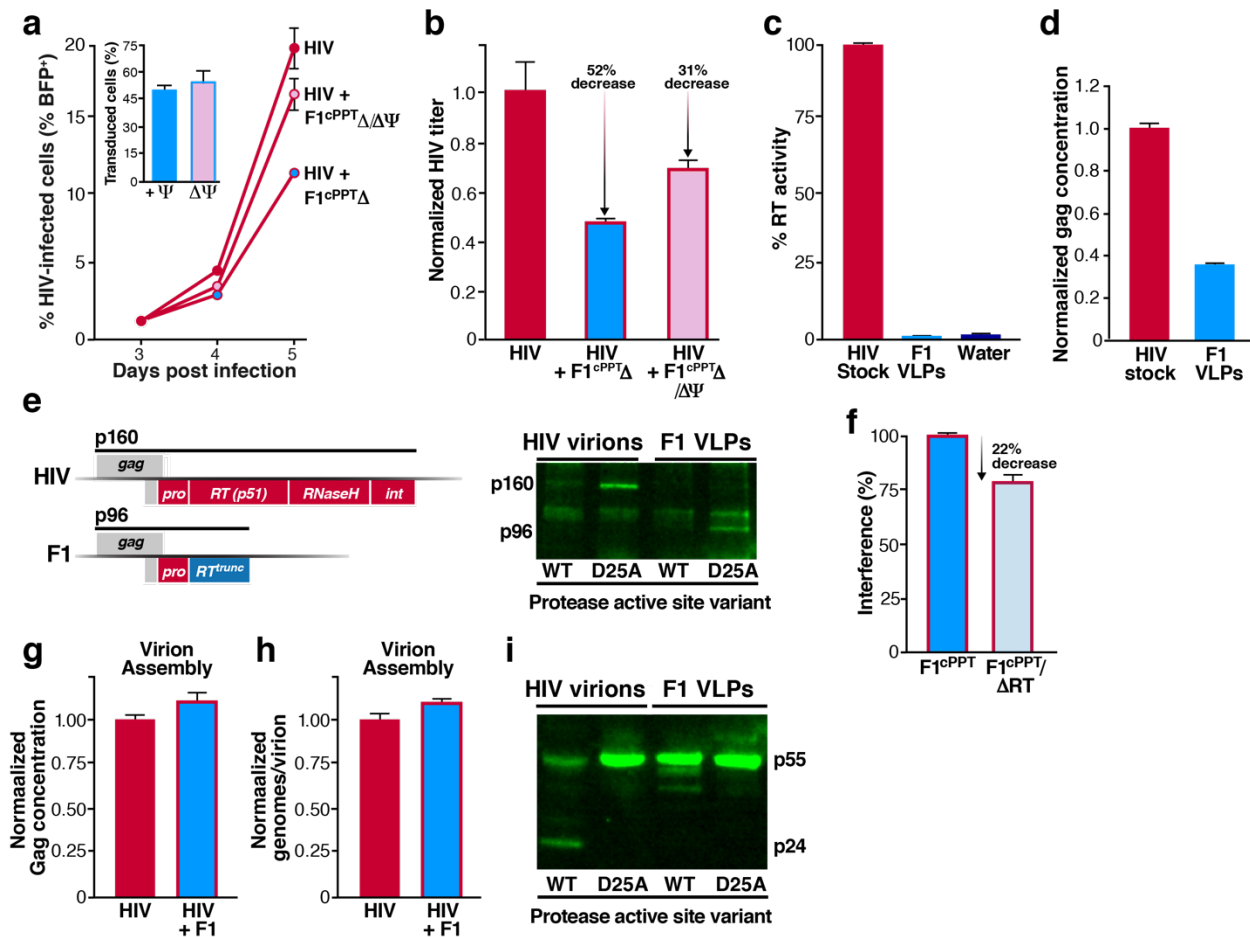 a
20
15
10
5
0
% HIV-infected cells (% BFP⁺)
3
4
5
Days post infection
75
60
45
30
15
0
Transduced cells (%)
+ Ψ
ΔΨ
HIV
HIV +
F1ᶜᴾᴾᵀΔ/ΔΨ
HIV +
F1ᶜᴾᴾᵀΔ
b
1.0
0.8
0.6
0.4
0.2
0.0
Normalized HIV titer
52%
decrease
31%
decrease
HIV
HIV
+ F1ᶜᴾᴾᵀΔ
HIV
+ F1ᶜᴾᴾᵀΔ
/ΔΨ
c
100
75
50
25
0
% RT activity
HIV
Stock
F1
VLPs
Water
d
1.2
1.0
0.8
0.6
0.4
0.2
0.0
Normaalized gag concentration
HIV
stock
F1
VLPs
e
p160
gag
HIV
pro
RT (p51)
RNaseH
int
p96
gag
F1
pro
RTᵗʳᵘⁿᶜ
HIV virions
F1 VLPs
p160
p96
WT
D25A
WT
D25A
Protease active site variant
f
100
75
50
25
0
Interference (%)
22%
decrease
F1ᶜᴾᴾᵀ
F1ᶜᴾᴾᵀ/
ΔRT
g
Virion
Assembly
1.00
0.75
0.50
0.25
0
Normaalized
Gag concentration
HIV
HIV
+ F1
h
Virion
Assembly
1.00
0.75
0.50
0.25
0
Normaalized
genomes/virion
HIV
HIV
+ F1
i
HIV virions
F1 VLPs
p55
p24
WT
D25A
WT
D25A
Protease active site variant